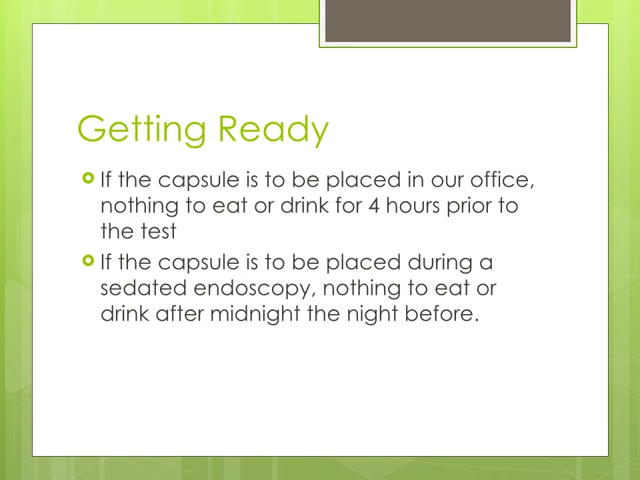 Getting Ready
If the capsule is to be placed in our office,
nothing to eat or drink for 4 hours prior to
the test
If the capsule is to be placed during a
sedated endoscopy, nothing to eat or
drink after midnight the night before.